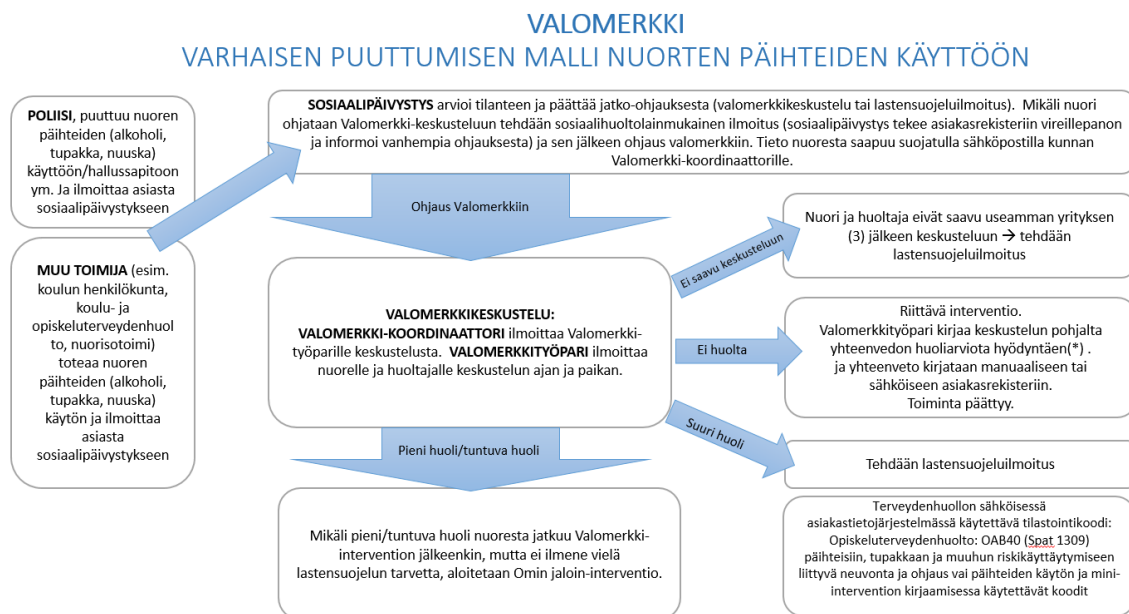 VALOMERKKI
VARHAISEN PUUTTUMISEN MALLI NUORTEN PÄIHTEIDEN KÄYTTÖÖN
POLIISI, puuttuu nuoren
päihteiden (alkoholi,
tupakka, nuuska)
käyttöön/hallussapitoon
ym. Ja ilmoittaa asiasta
sosiaalipäivystykseen
SOSIAALIPÄIVYSTYS arvioi tilanteen ja päättää jatko-ohjauksesta (valomerkkikeskustelu tai lastensuojeluilmoitus). Mikäli nuori
ohjataan Valomerkki-keskusteluun tehdään sosiaalihuoltolainmukainen ilmoitus (sosiaalipäivystys tekee asiakasrekisteriin vireillepanon
ja informoi vanhempia ohjauksesta) ja sen jälkeen ohjaus valomerkkiin. Tieto nuoresta saapuu suojatulla sähköpostilla kunnan
Valomerkki-koordinaattorille.
MUU TOIMIJA (esim.
koulun henkilökunta,
koulu- ja
opiskeluterveydenhuol
to, nuorisotoimi)
toteaa nuoren
päihteiden (alkoholi,
tupakka, nuuska)
käytön ja ilmoittaa
asiasta
sosiaalipäivystykseen
Ohjaus Valomerkkiin
VALOMERKKIKESKUSTELU:
VALOMERKKI-KOORDINAATTORI ilmoittaa Valomerkki-
työparille keskustelusta. VALOMERKKITYÖPARI ilmoittaa
nuorelle ja huoltajalle keskustelun ajan ja paikan.
Ei saavu keskusteluun
Nuori ja huoltaja eivät saavu useamman yrityksen
(3) jälkeen keskusteluun → tehdään
lastensuojeluilmoitus
Ei huolta
Riittävä interventio.
Valomerkkityöpari kirjaa keskustelun pohjalta
yhteenvedon huoliarviota hyödyntäen(*) .
ja yhteenveto kirjataan manuaaliseen tai
sähköiseen asiakasrekisteriin.
Toiminta päättyy.
Suuri huoli
Tehdään lastensuojeluilmoitus
Pieni huoli/tuntuva huoli
Mikäli pieni/tuntuva huoli nuoresta jatkuu Valomerkki-
intervention jälkeenkin, mutta ei ilmene vielä
lastensuojelun tarvetta, aloitetaan Omin jaloin-interventio.
Terveydenhuollon sähköisessä
asiakastietojärjestelmässä käytettävä tilastointikoodi:
Opiskeluterveydenhuolto: OAB40 (Spat 1309)
päihteisiin, tupakkaan ja muuhun riskikäyttäytymiseen
liittyvä neuvonta ja ohjaus vai päihteiden käytön ja mini-
intervention kirjaamisessa käytettävät koodit